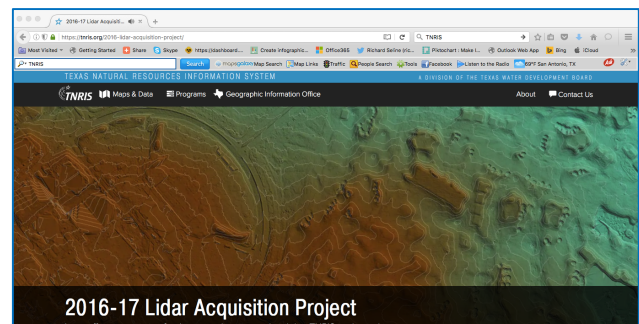 2016-17 Lidar Acquisiti...
https://tnris.org/2016-lidar-acquisition-project/
TNRIS
Most Visited Getting Started Share Skype https://dashboard.... Create infographic... Office365 Richard Seline (ric... Piktochart : Make I... Outlook Web App Bing iCloud
TNRIS Search Map Search Map Links Traffic People Search Tools Facebook Listen to the Radio 69°F San Antonio, TX
TEXAS NATURAL RESOURCES INFORMATION SYSTEM A DIVISION OF THE TEXAS WATER DEVELOPMENT BOARD
TNRIS Maps & Data Programs Geographic Information Office About Contact Us
2016-17 Lidar Acquisition Project